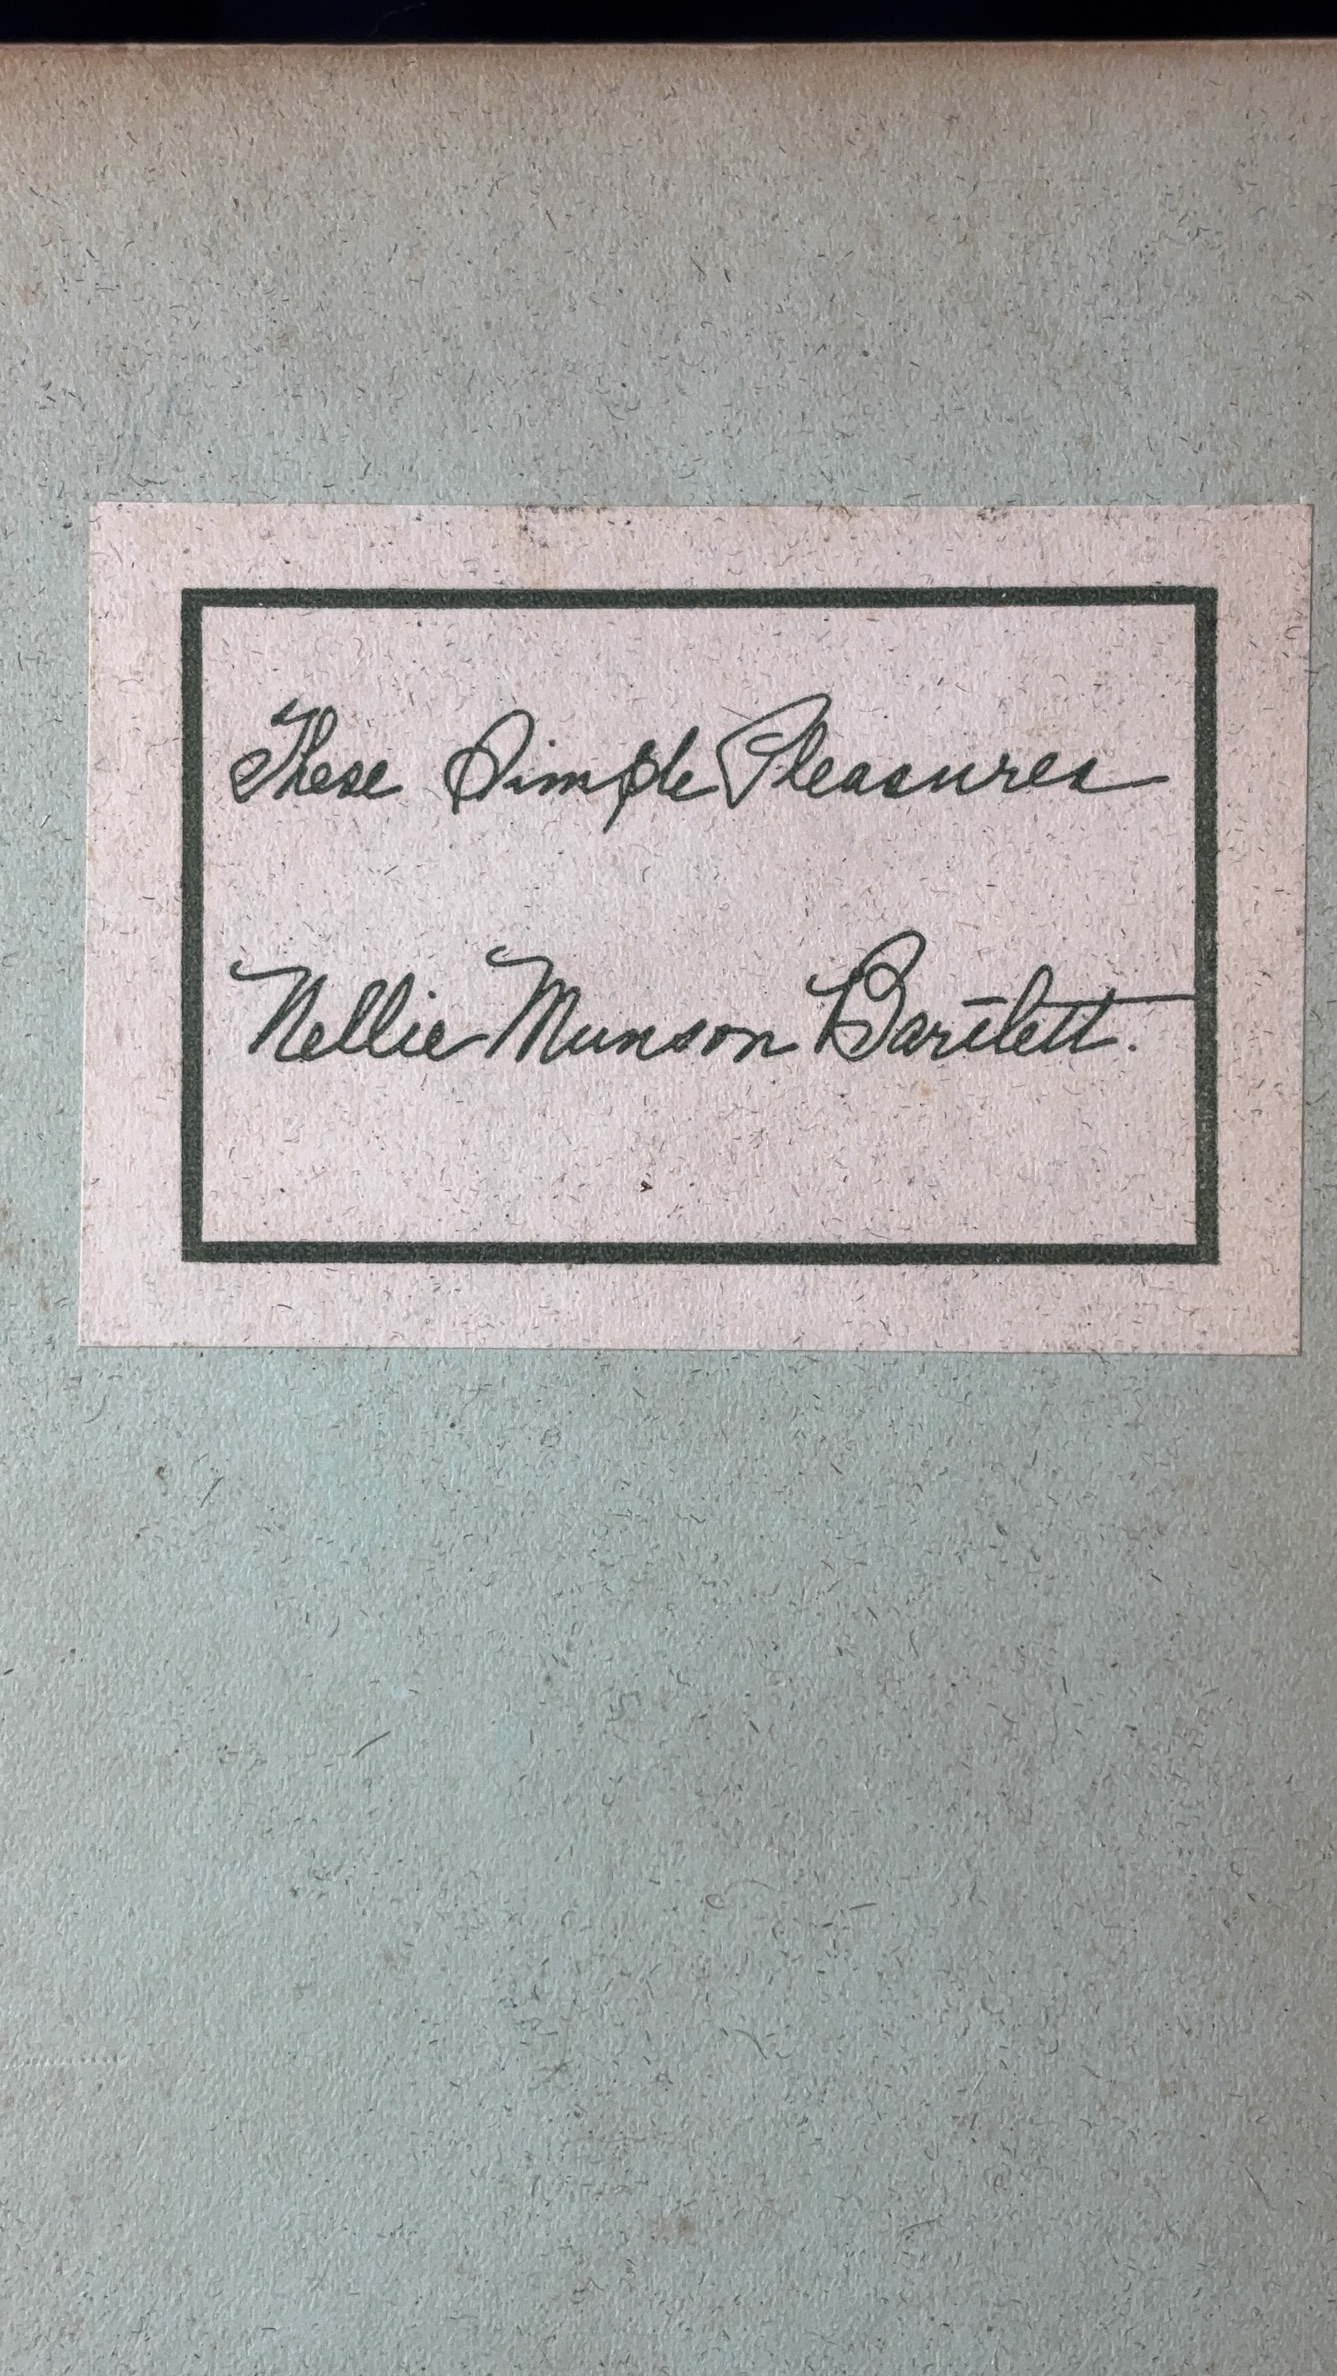 These Simple Pleasures
Nellie Munson Bartlett.